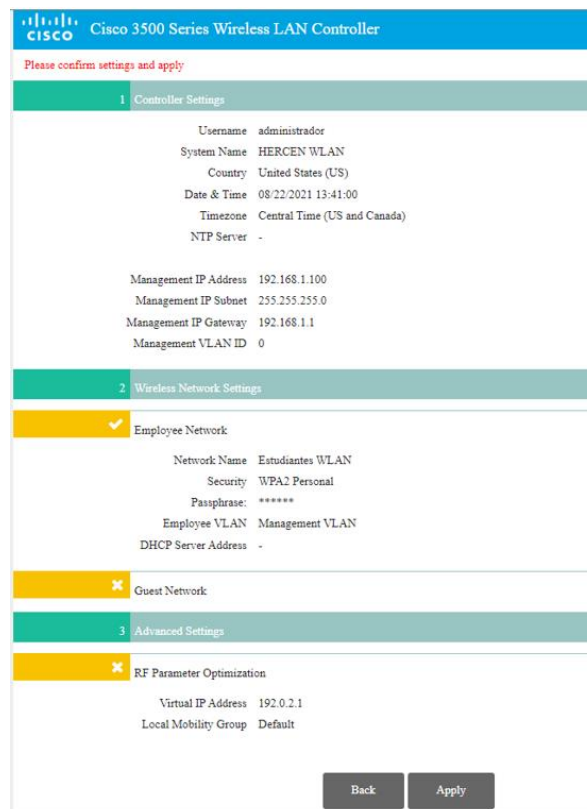 CISCO Cisco 3500 Series Wireless LAN Controller
Please confirm settings and apply
1 Controller Settings
Username administrador
System Name HERCEN WLAN
Country United States (US)
Date & Time 08/22/2021 13:41:00
Timezone Central Time (US and Canada)
NTP Server -
Management IP Address 192.168.1.100
Management IP Subnet 255.255.255.0
Management IP Gateway 192.168.1.1
Management VLAN ID 0
2 Wireless Network Settings
Employee Network
Network Name Estudiantes WLAN
Security WPA2 Personal
Passphrase: ******
Employee VLAN Management VLAN
DHCP Server Address -
Guest Network
3 Advanced Settings
RF Parameter Optimization
Virtual IP Address 192.0.2.1
Local Mobility Group Default
Back Apply